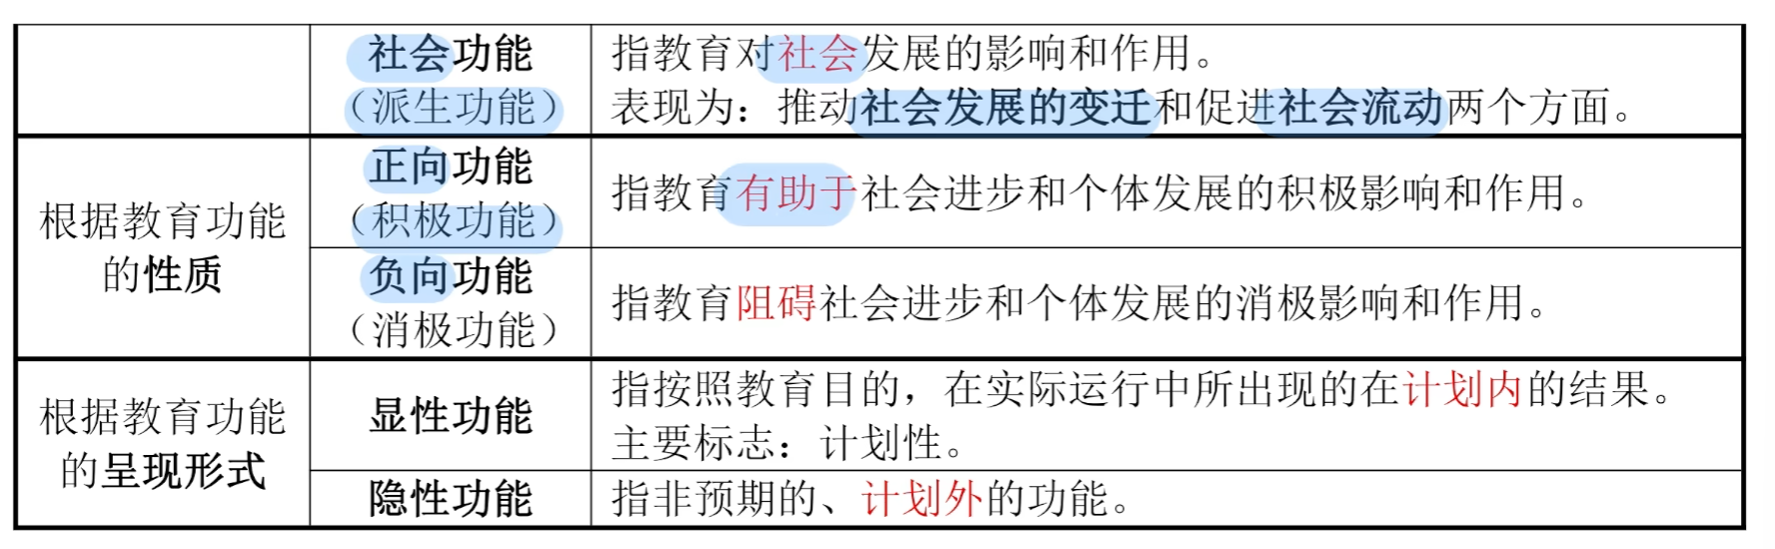 社会功能
（派生功能）
指教育对社会发展的影响和作用。
表现为：推动社会发展的变迁和促进社会流动两个方面。
根据教育功能
的性质
正向功能
（积极功能）
指教育有助于社会进步和个体发展的积极影响和作用。
负向功能
（消极功能）
指教育阻碍社会进步和个体发展的消极影响和作用。
根据教育功能
的呈现形式
显性功能
指按照教育目的，在实际运行中所出现的在计划内的结果。
主要标志：计划性。
隐性功能
指非预期的、计划外的功能。